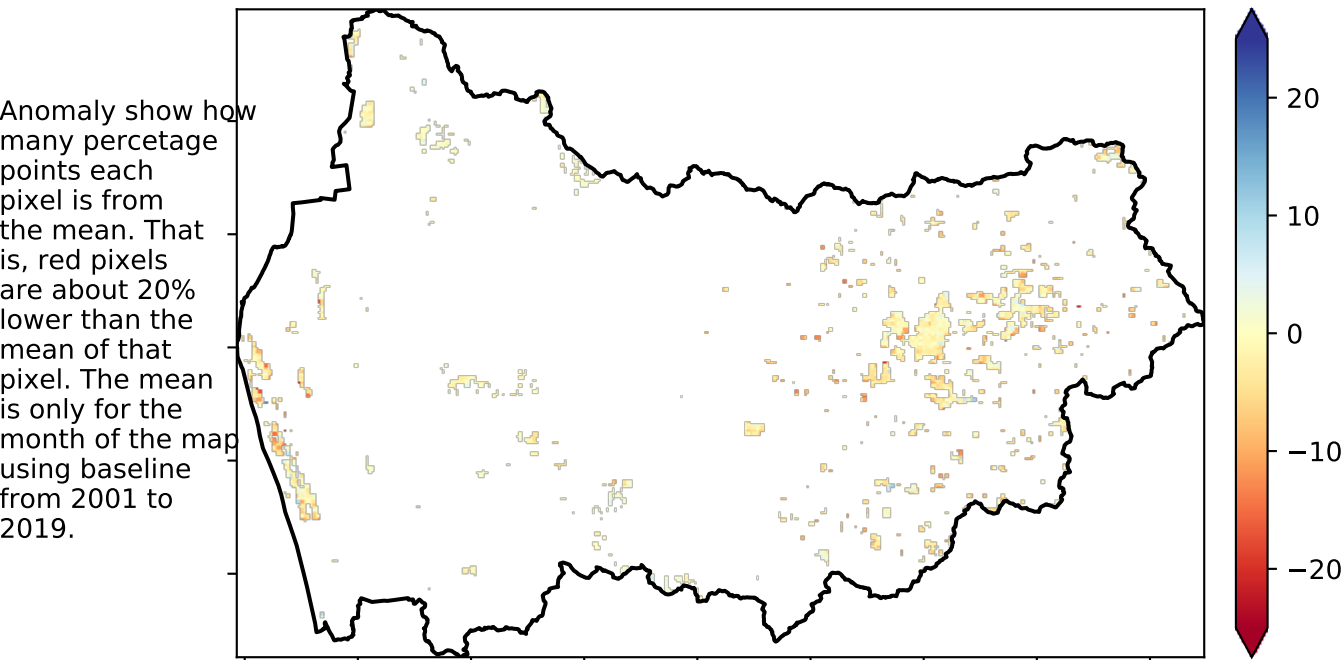 Anomaly show how
many percetage
points each
pixel is from
the mean. That
is, red pixels
are about 20%
lower than the
mean of that
pixel. The mean
is only for the
month of the map
using baseline
from 2001 to
2019.
20
10
0
−10
−20